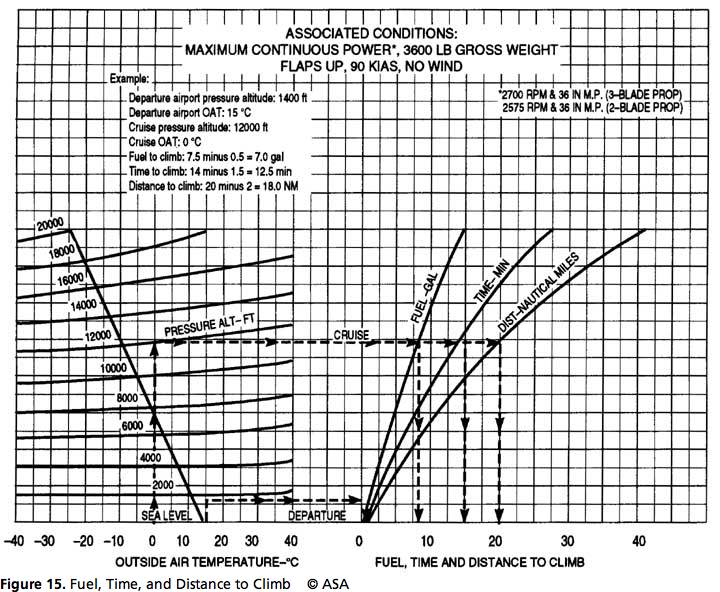 ASSOCIATED CONDITIONS:
MAXIMUM CONTINUOUS POWER*, 3600 LB GROSS WEIGHT
FLAPS UP, 90 KIAS, NO WIND
Example:
Departure airport pressure altitude: 1400 ft
Departure airport OAT: 15 °C
Cruise pressure altitude: 12000 ft
Cruise OAT: 0 °C
Fuel to climb: 7.5 minus 0.5 = 7.0 gal
Time to climb: 14 minus 1.5 = 12.5 min
Distance to climb: 20 minus 2 = 18.0 NM
*2700 RPM & 36 IN M.P. (3-BLADE PROP)
2575 RPM & 36 IN M.P. (2-BLADE PROP)
20000
18000
16000
14000
12000
10000
8000
6000
4000
2000
SEA LEVEL
PRESSURE ALT-FT
CRUISE
DEPARTURE
FUEL-GAL
TIME-MIN
DIST-NAUTICAL MILES
-40 -30 -20 -10 0 10 20 30 40
0 10 20 30 40
OUTSIDE AIR TEMPERATURE-°C
FUEL, TIME AND DISTANCE TO CLIMB
Figure 15. Fuel, Time, and Distance to Climb © ASA